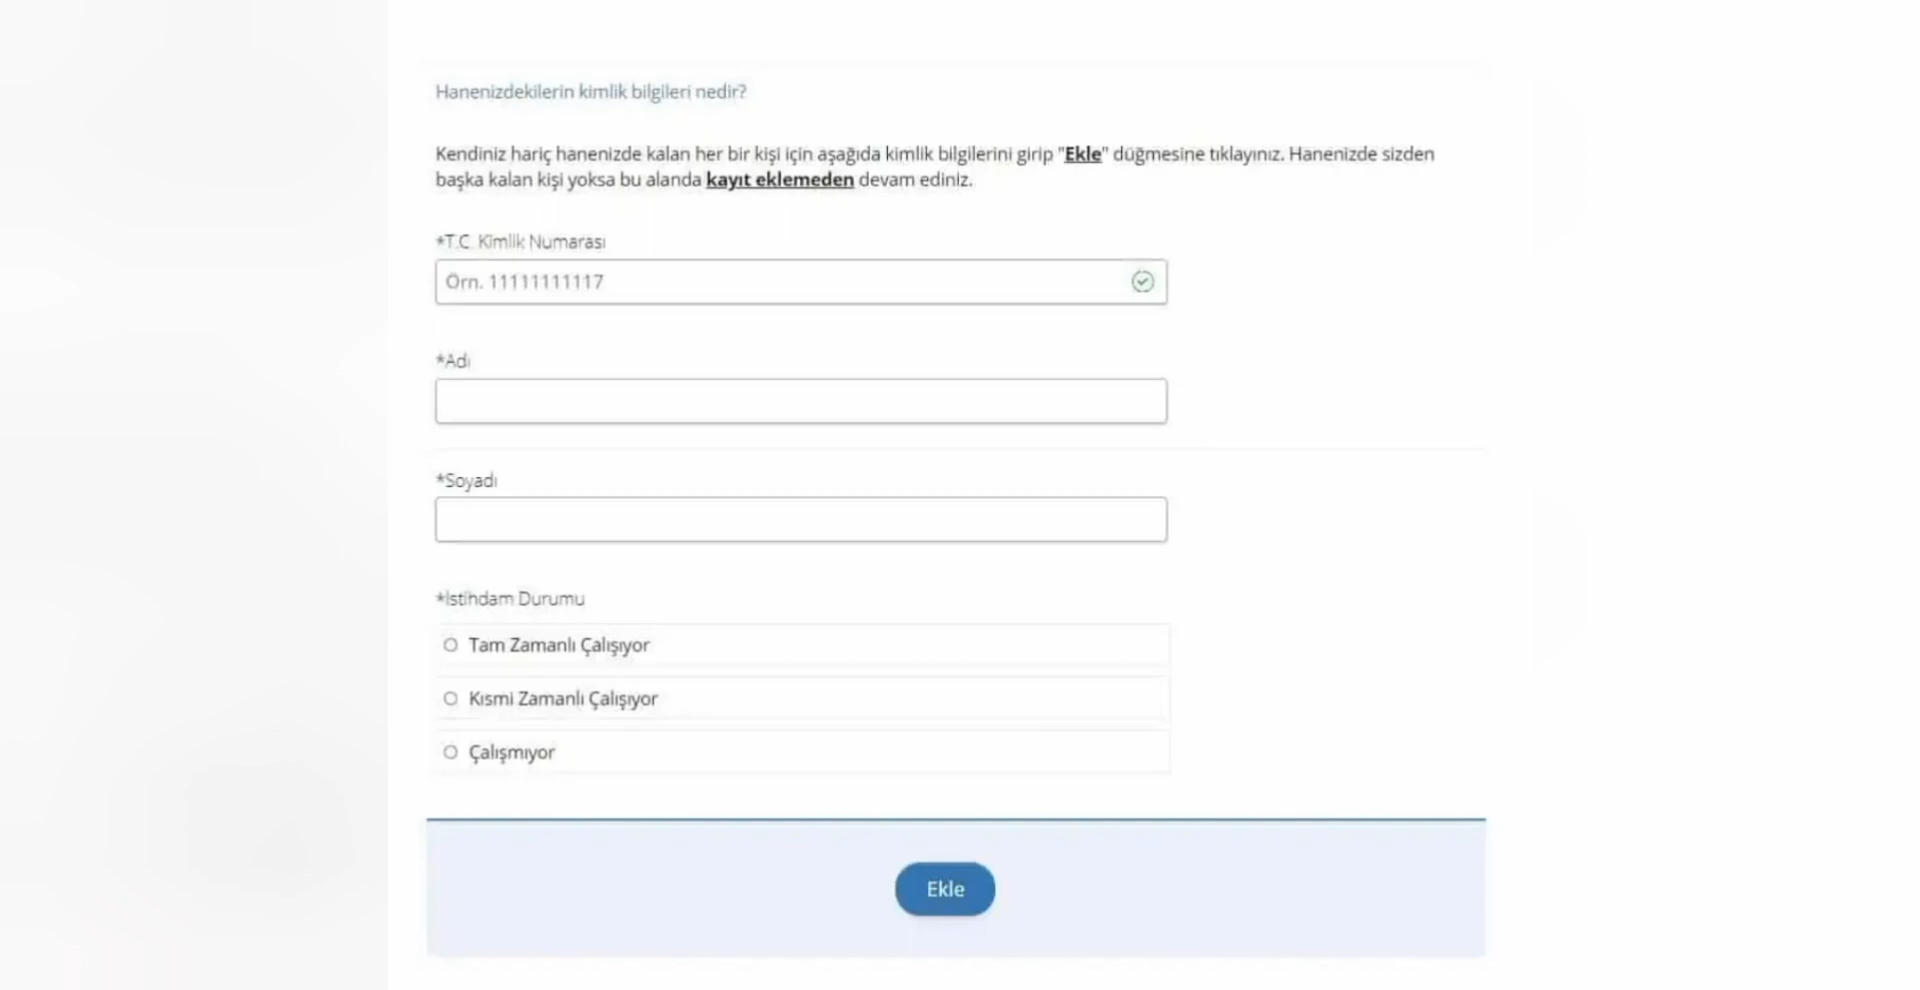 Hanenizdekilerin kimlik bilgileri nedir?
Kendiniz hariç hanenizde kalan her bir kişi için aşağıda kimlik bilgilerini girip "Ekle" düğmesine tıklayınız. Hanenizde sizden
başka kalan kişi yoksa bu alanda kayıt eklemeden devam ediniz.
*T.C. Kimlik Numarası
Örn. 11111111117
*Adı
*Soyadı
*İstihdam Durumu
Tam Zamanlı Çalışıyor
Kısmi Zamanlı Çalışıyor
Çalışmıyor
Ekle